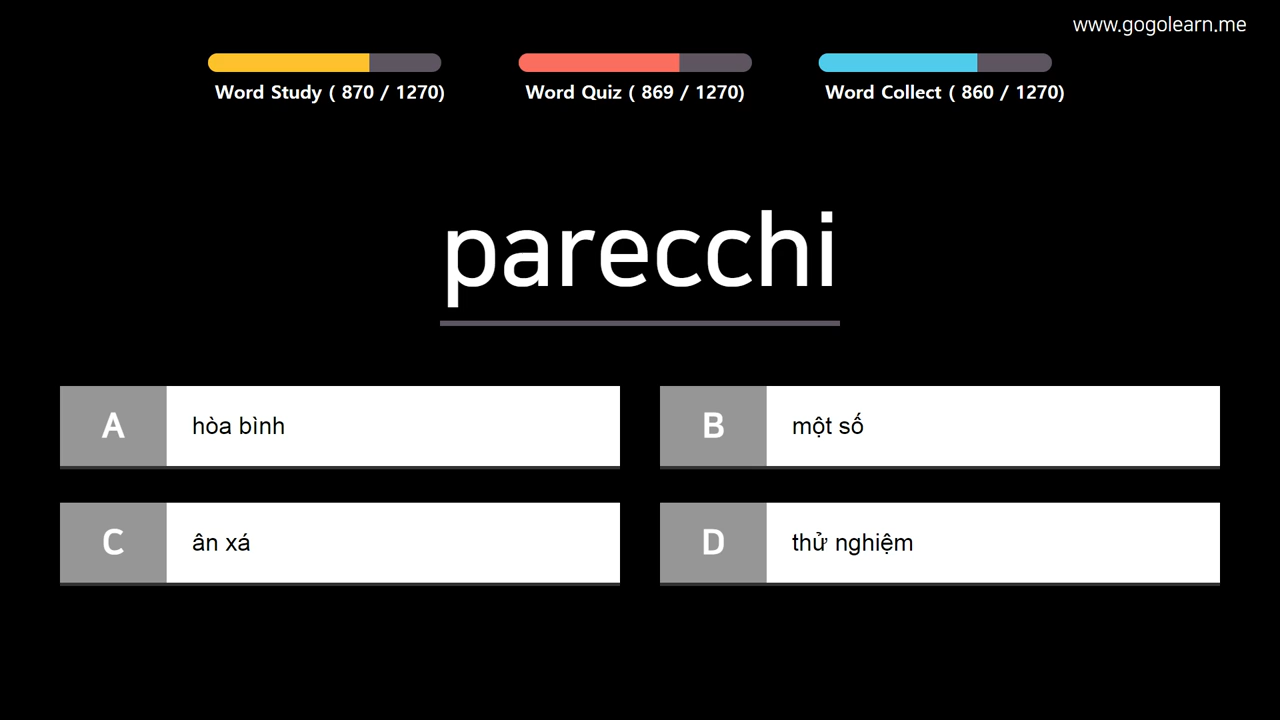 www.gogolearn.me
Word Study ( 870 / 1270)
Word Quiz ( 869 / 1270)
Word Collect ( 860 / 1270)
parecchi
A hòa bình
B một số
C ân xá
D thử nghiệm